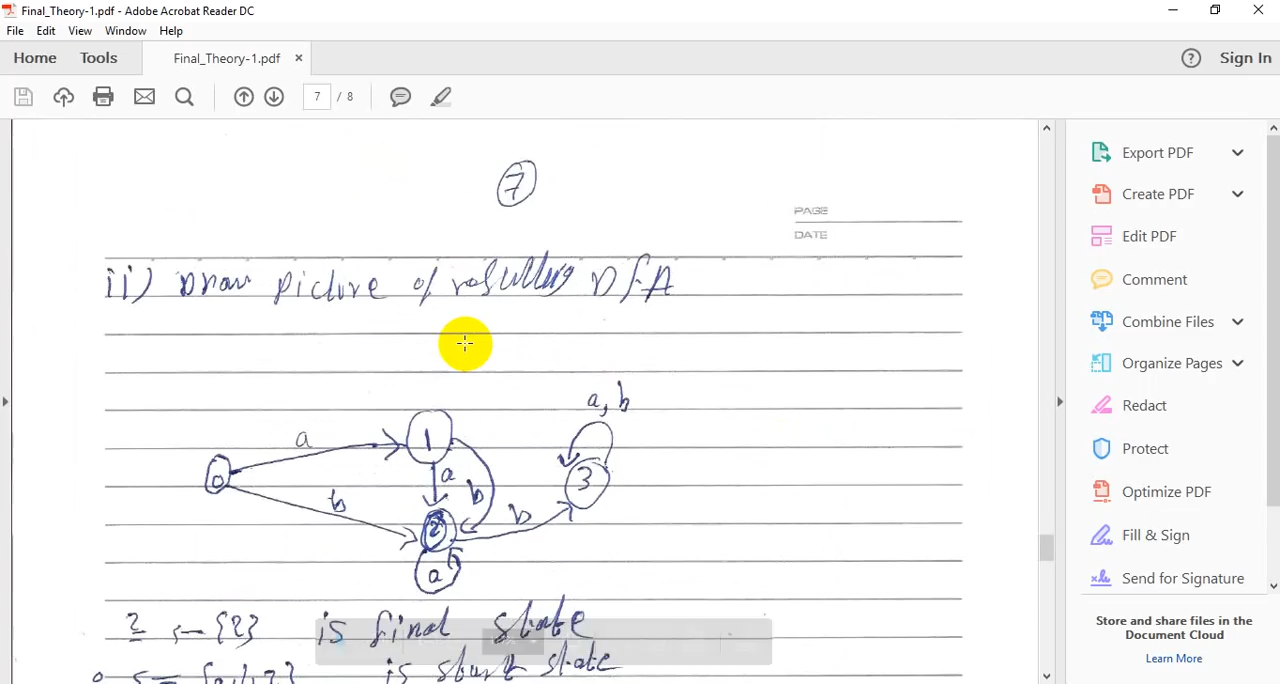 Final_Theory-1.pdf - Adobe Acrobat Reader DC
File Edit View Window Help
Home Tools Final_Theory-1.pdf × ? Sign In
7 / 8
Export PDF
Create PDF
Edit PDF
Comment
Combine Files
Organize Pages
Redact
Protect
Optimize PDF
Fill & Sign
Send for Signature
Store and share files in the
Document Cloud
Learn More
7
PAGE
DATE
ii) Draw picture of resulting DFA
a, b
a 1
0 a 3
b b b
2
a
2 {2} is final state
is start state